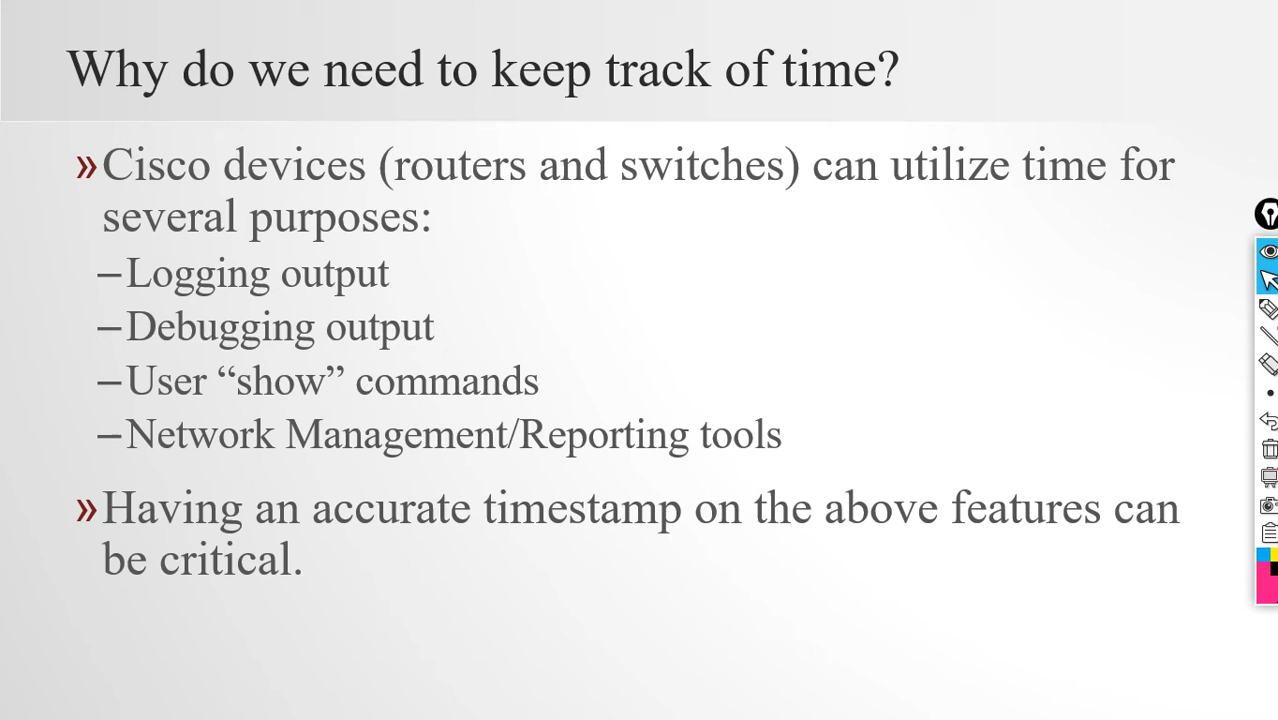 Why do we need to keep track of time?
»Cisco devices (routers and switches) can utilize time for
several purposes:
–Logging output
–Debugging output
–User “show” commands
–Network Management/Reporting tools
»Having an accurate timestamp on the above features can
be critical.